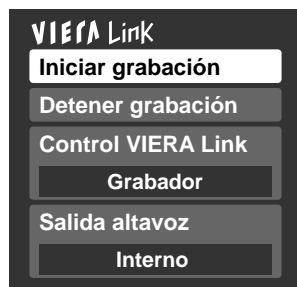 VIERA Link
Iniciar grabación
Detener grabación
Control VIERA Link
Grabador
Salida altavoz
Interno